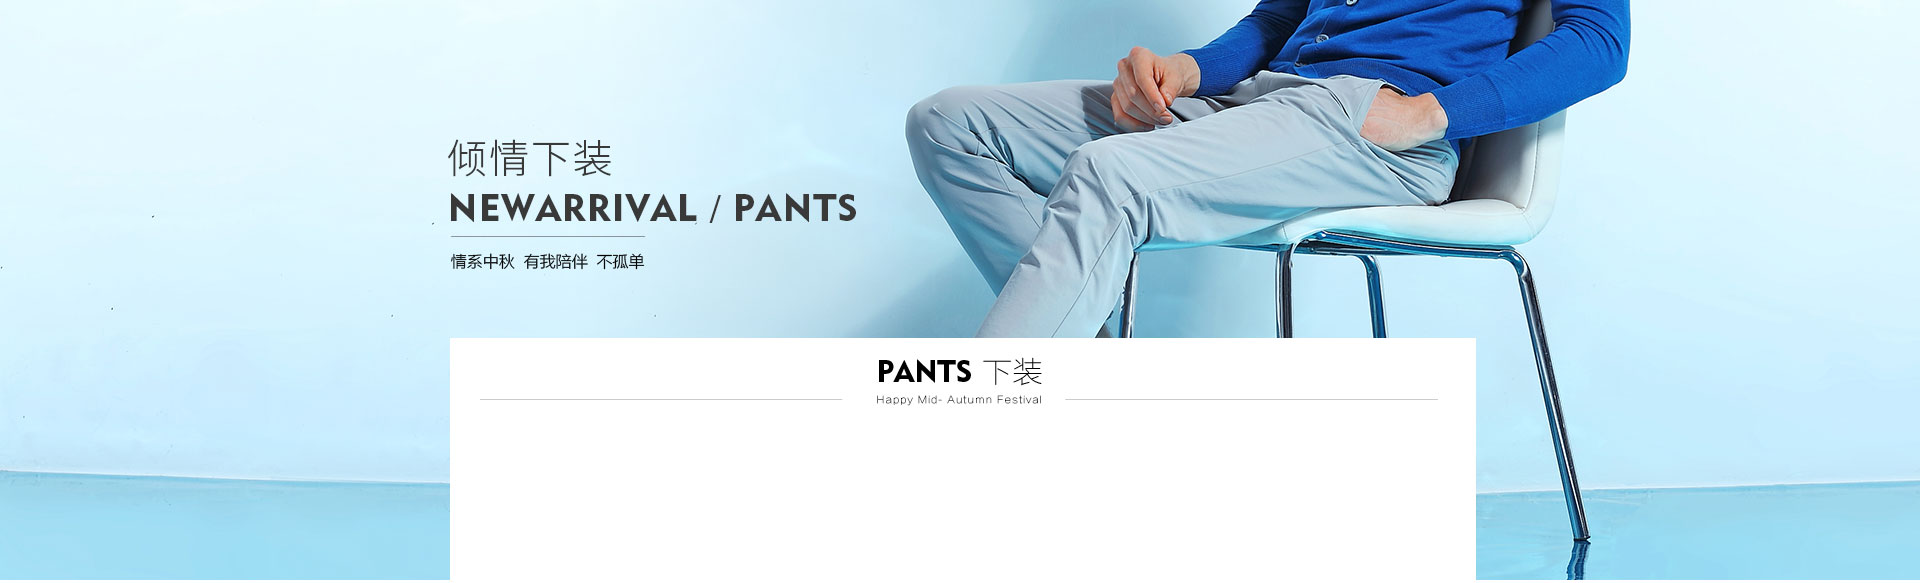 倾情下装
NEWARRIVAL / PANTS
情系中秋 有我陪伴 不孤单
PANTS 下装
Happy Mid- Autumn Festival